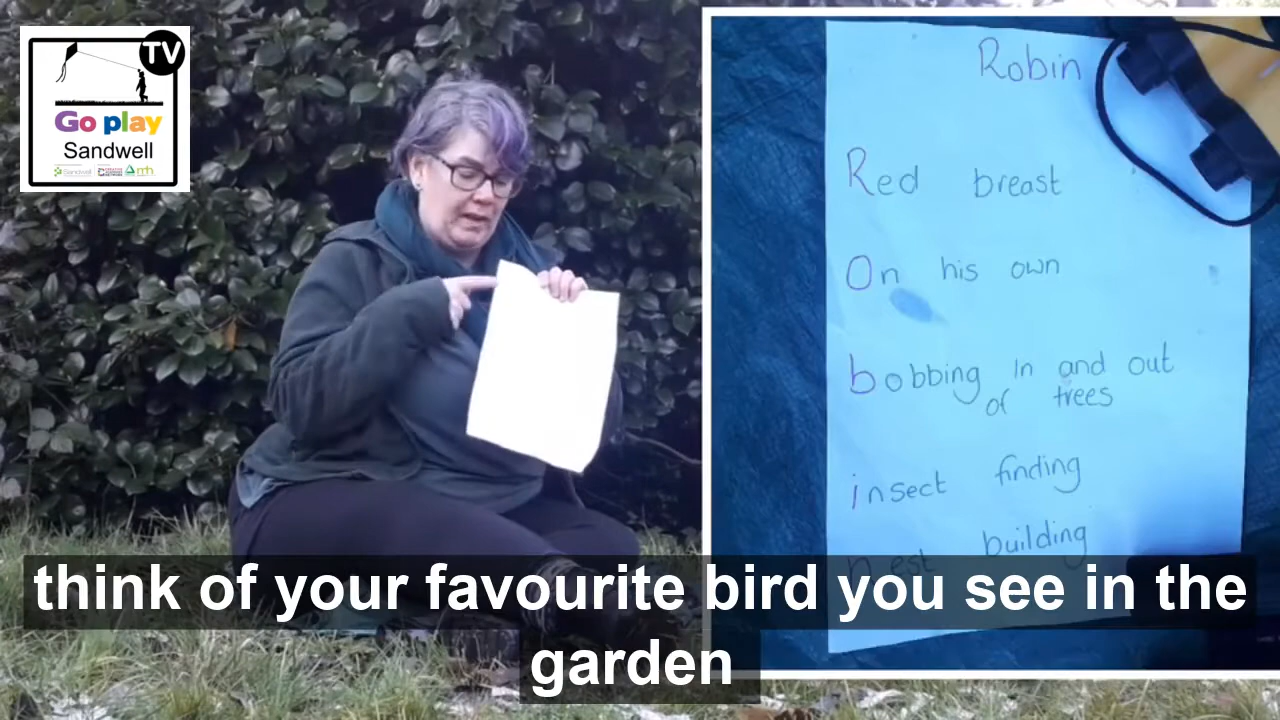 TV
Go play
Sandwell
Robin
Red breast
On his own
bobbing in and out
of trees
insect finding
nest building
think of your favourite bird you see in the
garden